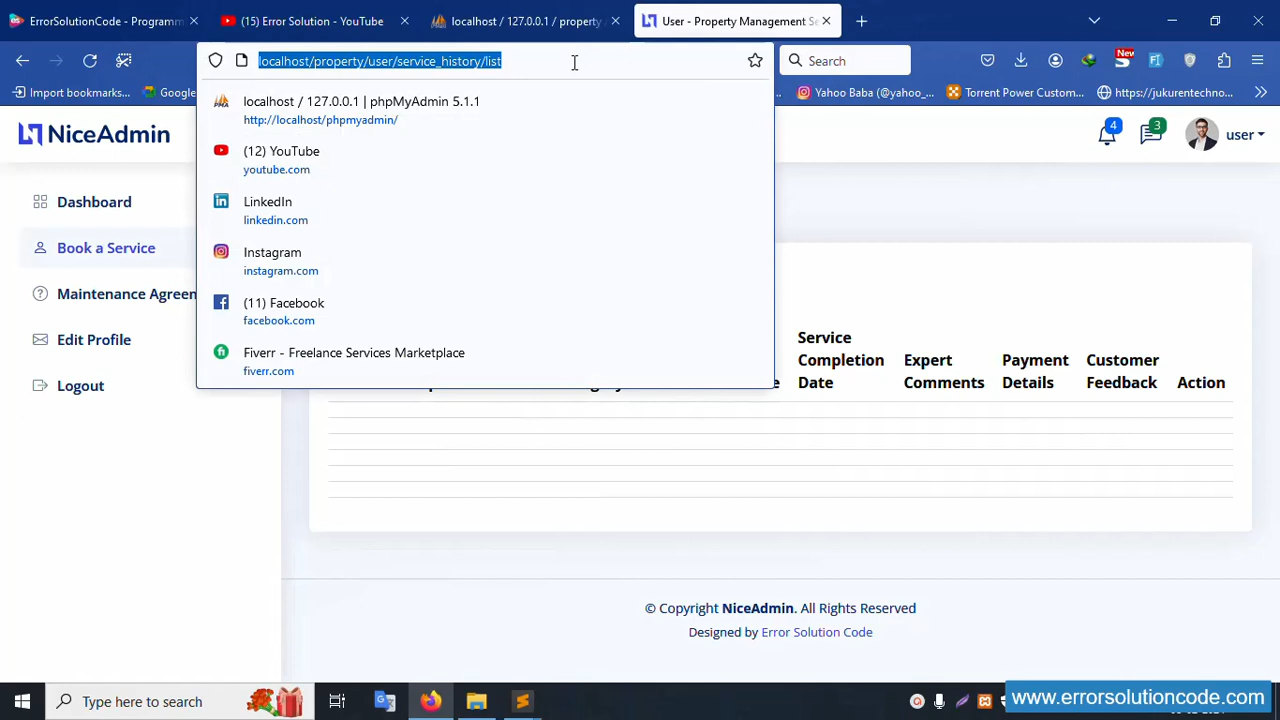 ErrorSolutionCode - Programm
(15) Error Solution - YouTube
localhost / 127.0.0.1 / property
User - Property Management Se
localhost/property/user/service_history/list
Search
Import bookmarks...
Google
Yahoo Baba (@yahoo_...
Torrent Power Custom...
https://jukurentechno...
New
localhost / 127.0.0.1 | phpMyAdmin 5.1.1
http://localhost/phpmyadmin/
(12) YouTube
youtube.com
LinkedIn
linkedin.com
Instagram
instagram.com
(11) Facebook
facebook.com
Fiverr - Freelance Services Marketplace
fiverr.com
NiceAdmin
4
3
user
Dashboard
Book a Service
Maintenance Agreen
Edit Profile
Logout
Service
Completion
Date
Expert
Comments
Payment
Details
Customer
Feedback
Action
© Copyright NiceAdmin. All Rights Reserved
Designed by Error Solution Code
Type here to search
www.errorsolutioncode.com